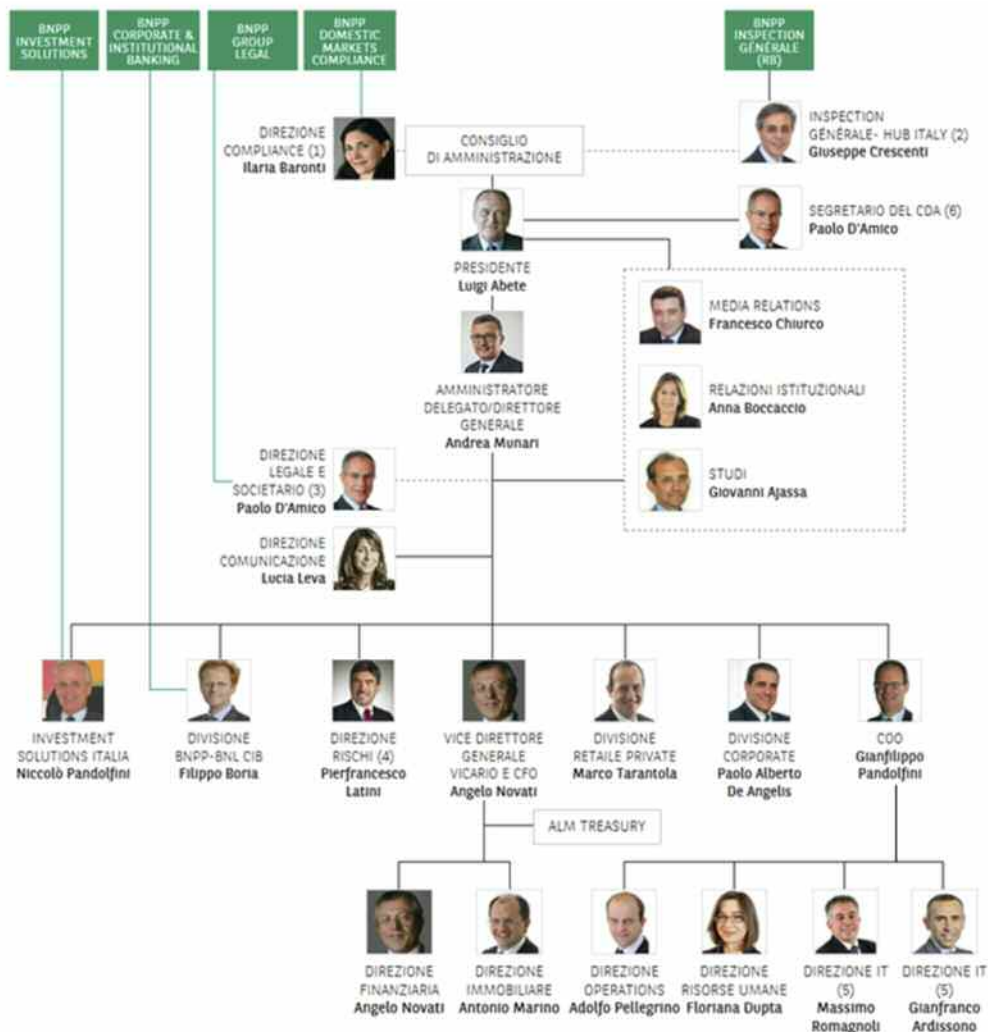 BNPP
INVESTMENT
SOLUTIONS
BNPP
CORPORATE &
INSTITUTIONAL
BANKING
BNPP
GROUP
LEGAL
BNPP
DOMESTIC
MARKETS
COMPLIANCE
BNPP
INSPECTION
GÉNÉRALE
(RB)
DIREZIONE
COMPLIANCE (1)
Ilaria Baronti
CONSIGLIO
DI AMMINISTRAZIONE
INSPECTION
GÉNÉRALE- HUB ITALY (2)
Giuseppe Crescenti
SEGRETARIO DEL CDA (6)
Paolo D'Amico
PRESIDENTE
Luigi Abete
MEDIA RELATIONS
Francesco Chiurco
AMMINISTRATORE
DELEGATO/DIRETTORE
GENERALE
Andrea Munari
RELAZIONI ISTITUZIONALI
Anna Boccaccio
DIREZIONE
LEGALE E
SOCIETARIO (3)
Paolo D'Amico
STUDI
Giovanni Ajassa
DIREZIONE
COMUNICAZIONE
Lucia Leva
INVESTMENT
SOLUTIONS ITALIA
Niccolò Pandolfini
DIVISIONE
BNPP-BNL CIB
Filippo Boria
DIREZIONE
RISCHI (4)
Pierfrancesco
Latini
VICE DIRETTORE
GENERALE
VICARIO E CFO
Angelo Novati
DIVISIONE
RETAILE PRIVATE
Marco Tarantola
DIVISIONE
CORPORATE
Paolo Alberto
De Angelis
COO
Gianfilippo
Pandolfini
ALM TREASURY
DIREZIONE
FINANZIARIA
Angelo Novati
DIREZIONE
IMMOBILIARE
Antonio Marino
DIREZIONE
OPERATIONS
Adolfo Pellegrino
DIREZIONE
RISORSE UMANE
Floriana Dupta
DIREZIONE IT
(5)
Massimo
Romagnoli
DIREZIONE IT
(5)
Gianfranco
Ardissono